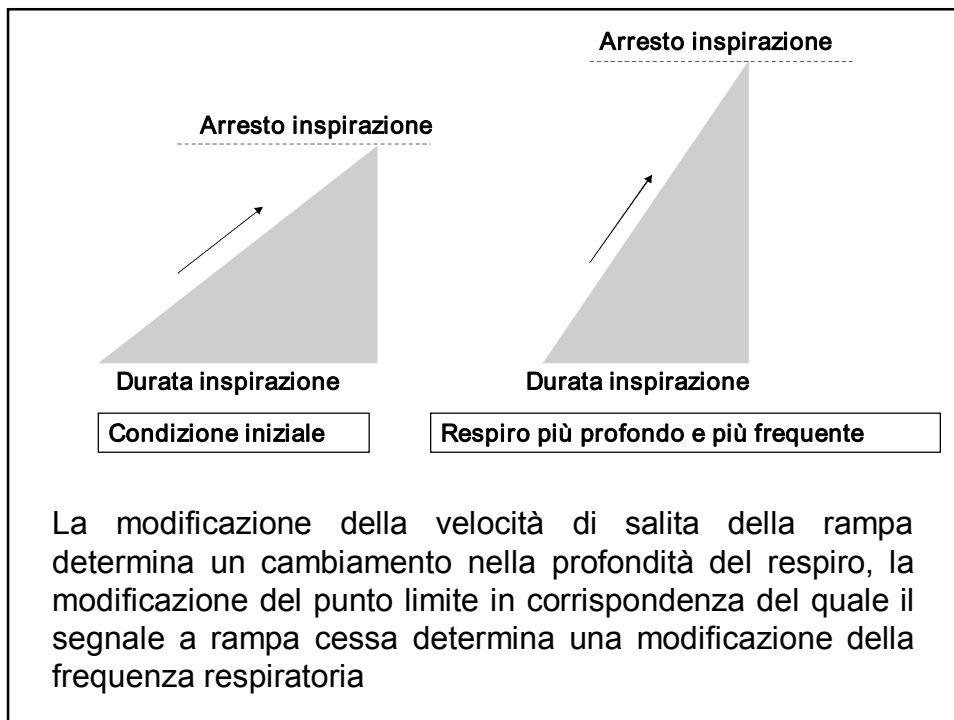 Arresto inspirazione
Arresto inspirazione
Durata inspirazione
Durata inspirazione
Condizione iniziale
Respiro più profondo e più frequente
La modificazione della velocità di salita della rampa
determina un cambiamento nella profondità del respiro, la
modificazione del punto limite in corrispondenza del quale il
segnale a rampa cessa determina una modificazione della
frequenza respiratoria